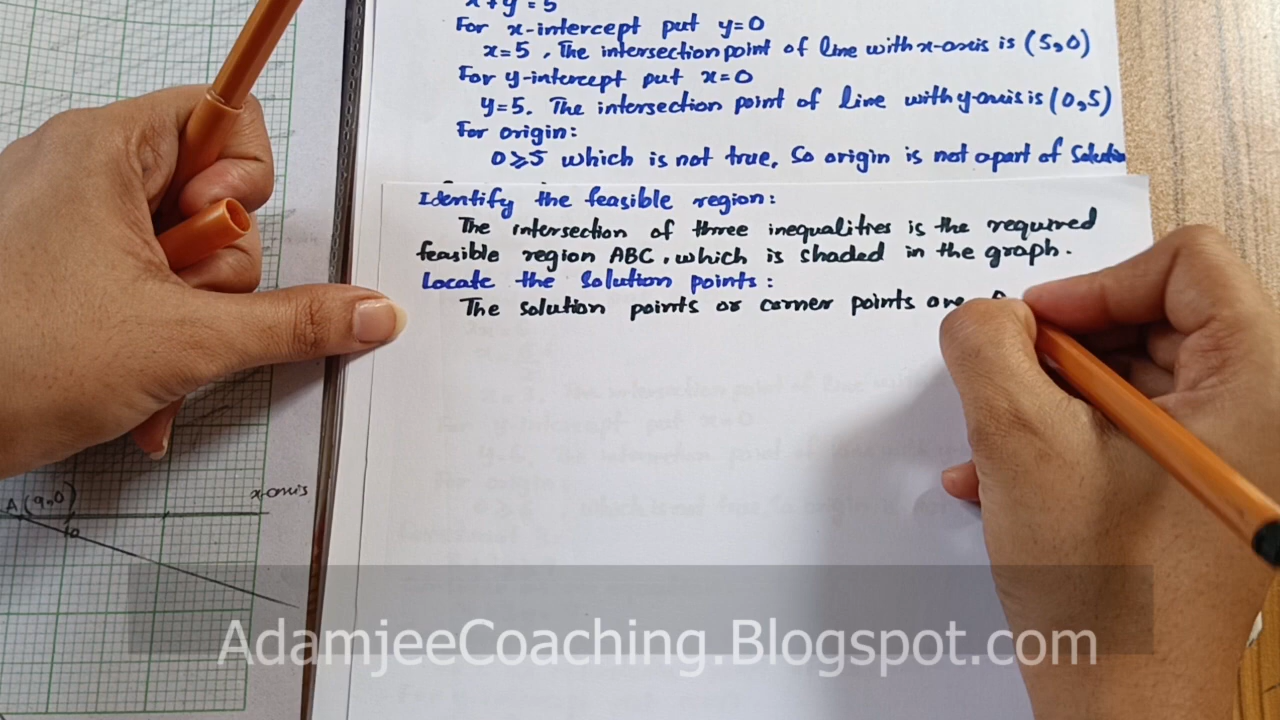 x+y=5
For x-intercept put y=0
x=5, The intersection point of line with x-axis is (5,0)
For y-intercept put x=0
y=5. The intersection point of line with y-axis is (0,5)
For origin:
0≥5 which is not true, So origin is not apart of Solution
Identify the feasible region:
The intersection of three inequalities is the required
feasible region ABC, which is shaded in the graph.
Locate the Solution points:
The solution points or corner points are
A(9,0)
x-axis
10
AdamjeeCoaching.Blogspot.com